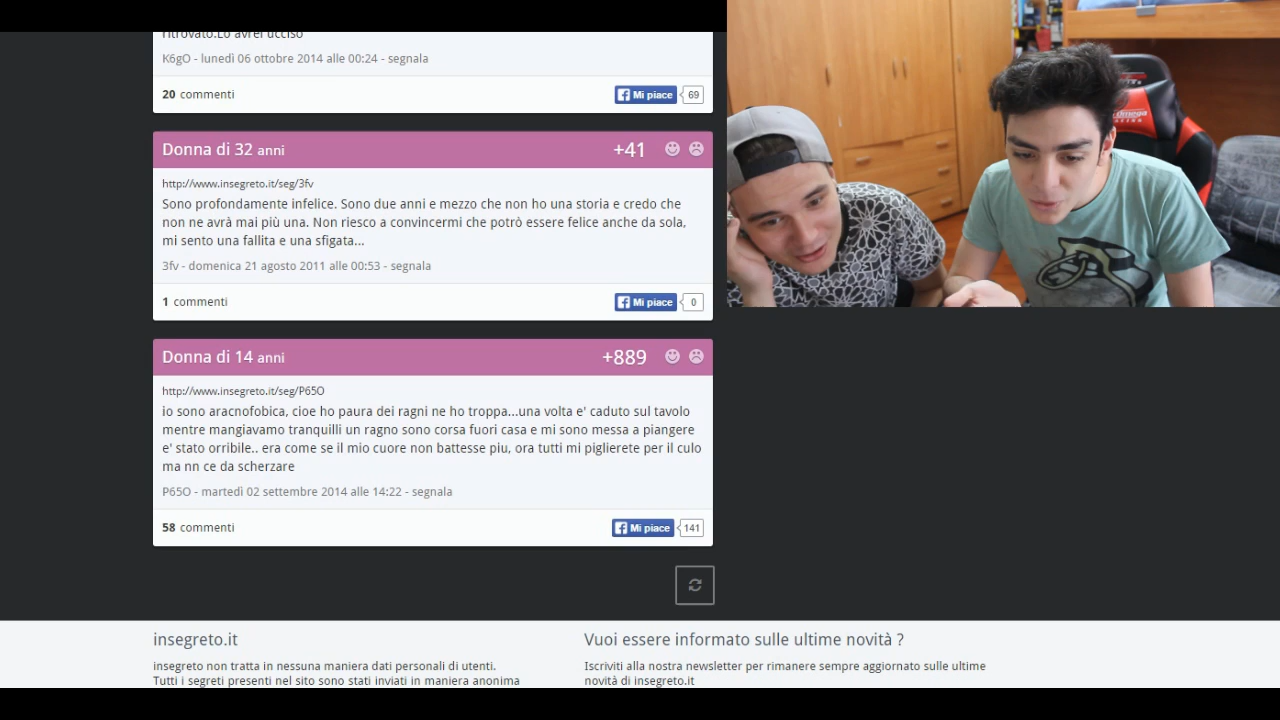 ritrovato.Lo avrei ucciso
K6gO - lunedì 06 ottobre 2014 alle 00:24 - segnala
20 commenti
Mi piace 69
Donna di 32 anni +41
http://www.insegreto.it/seg/3fv
Sono profondamente infelice. Sono due anni e mezzo che non ho una storia e credo che
non ne avrà mai più una. Non riesco a convincermi che potrò essere felice anche da sola,
mi sento una fallita e una sfigata...
3fv - domenica 21 agosto 2011 alle 00:53 - segnala
1 commenti
Mi piace 0
Donna di 14 anni +889
http://www.insegreto.it/seg/P65O
io sono aracnofobica, cioe ho paura dei ragni ne ho troppa...una volta e' caduto sul tavolo
mentre mangiavamo tranquilli un ragno sono corsa fuori casa e mi sono messa a piangere
e' stato orribile.. era come se il mio cuore non battesse piu, ora tutti mi piglierete per il culo
ma nn ce da scherzare
P65O - martedì 02 settembre 2014 alle 14:22 - segnala
58 commenti
Mi piace 141
insegreto.it
insegreto non tratta in nessuna maniera dati personali di utenti.
Tutti i segreti presenti nel sito sono stati inviati in maniera anonima
Vuoi essere informato sulle ultime novità ?
Iscriviti alla nostra newsletter per rimanere sempre aggiornato sulle ultime
novità di insegreto.it